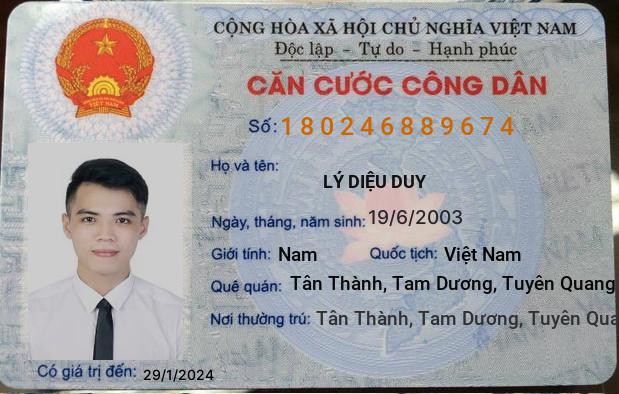 CỘNG HÒA XÃ HỘI CHỦ NGHĨA VIỆT NAM
Độc lập - Tự do - Hạnh phúc
CĂN CƯỚC CÔNG DÂN
Số: 180246889674
Họ và tên:
LÝ DIỆU DUY
Ngày, tháng, năm sinh: 19/6/2003
Giới tính: Nam Quốc tịch: Việt Nam
Quê quán: Tân Thành, Tam Dương, Tuyên Quang
Nơi thường trú: Tân Thành, Tam Dương, Tuyên Qua
Có giá trị đến: 29/1/2024
VIỆT NAM